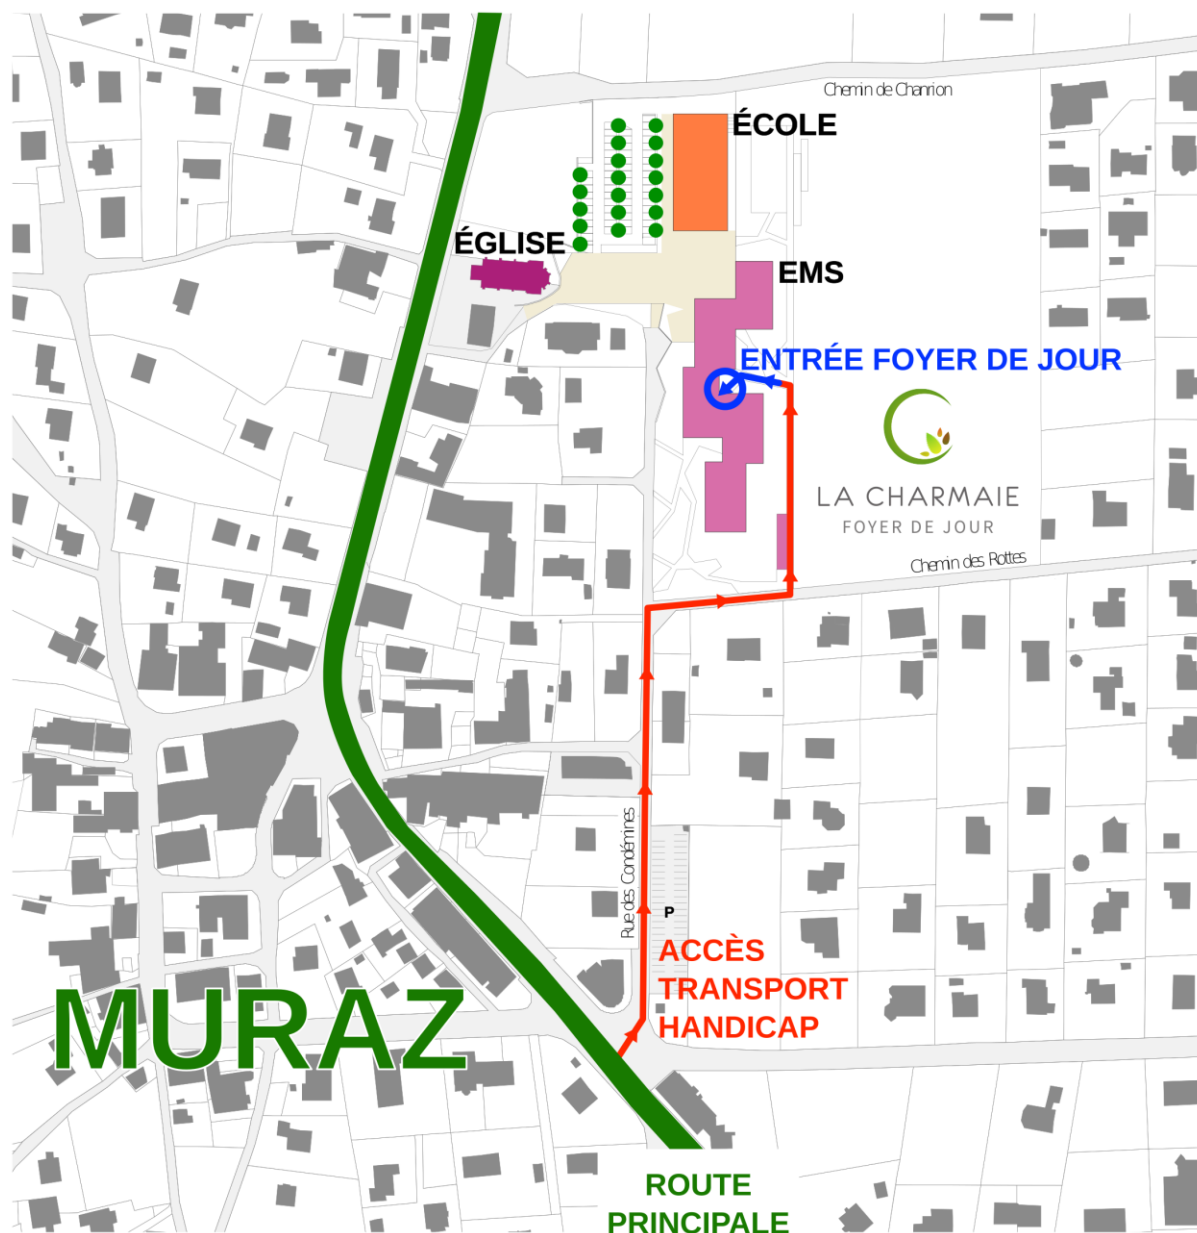 Chemin de Chanrion
ÉCOLE
ÉGLISE
EMS
ENTRÉE FOYER DE JOUR
LA CHARMAIE
FOYER DE JOUR
Chemin des Rottes
Rue des Condémines
P
ACCÈS
TRANSPORT
HANDICAP
MURAZ
ROUTE
PRINCIPALE